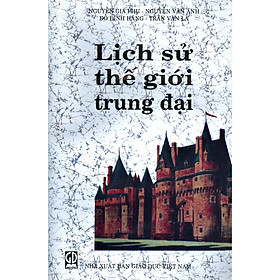 NGUYỄN GIA PHU - NGUYỄN VĂN ÁNH
ĐỖ ĐÌNH HÃNG - TRẦN VĂN LA
Lịch sử
thế giới
trung đại
NHÀ XUẤT BẢN GIÁO DỤC VIỆT NAM